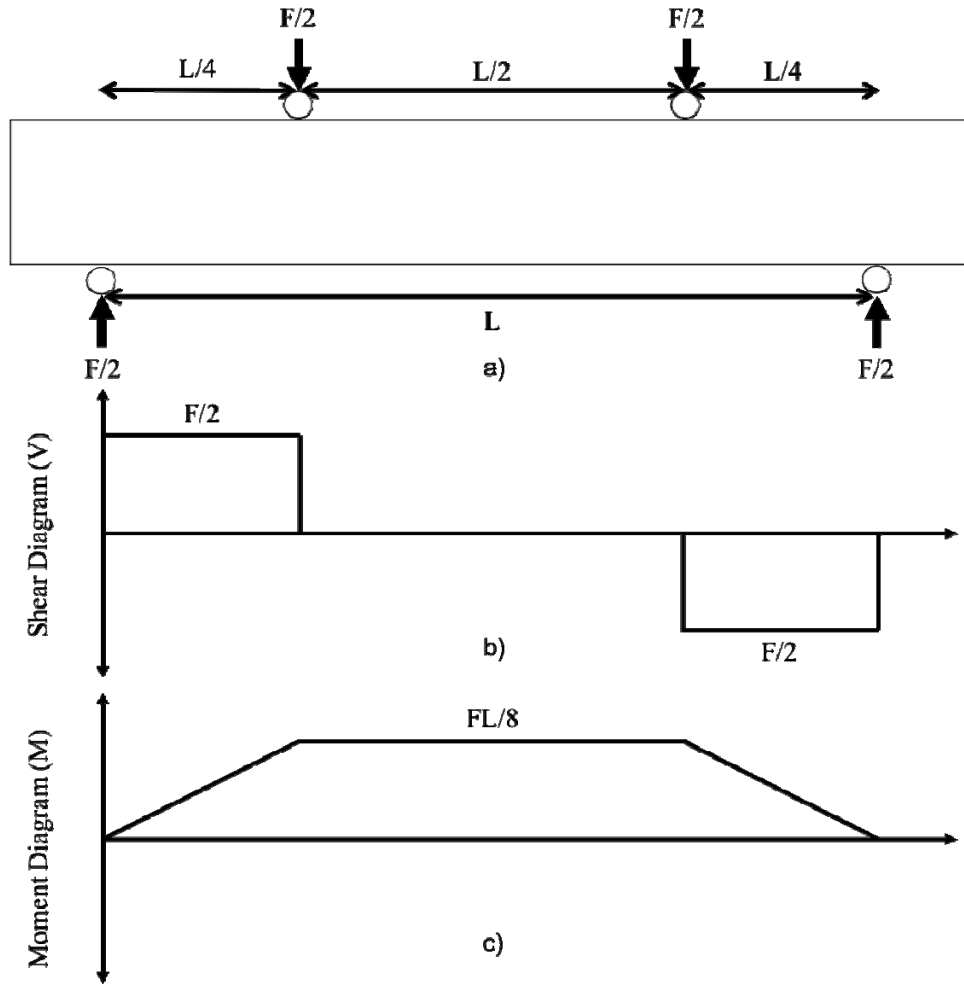 F/2 F/2
L/4 L/2 L/4
L
F/2 F/2
a)
Shear Diagram (V)
F/2
F/2
b)
Moment Diagram (M)
FL/8
c)